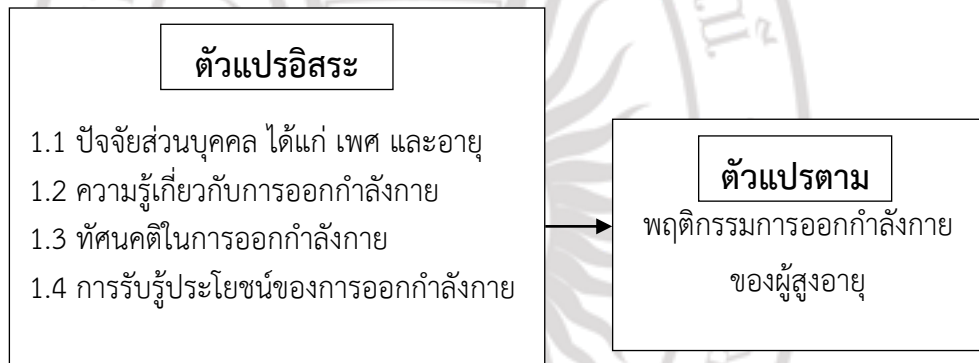 ตัวแปรอิสระ
1.1 ปัจจัยส่วนบุคคล ได้แก่ เพศ และอายุ
1.2 ความรู้เกี่ยวกับการออกกำลังกาย
1.3 ทัศนคติในการออกกำลังกาย
1.4 การรับรู้ประโยชน์ของการออกกำลังกาย
ตัวแปรตาม
พฤติกรรมการออกกำลังกาย
ของผู้สูงอายุ